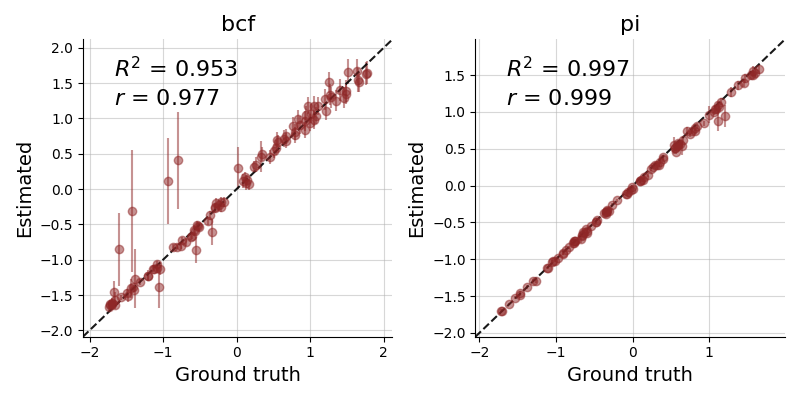 bcf
R² = 0.953
r = 0.977
2.0
1.5
1.0
0.5
0.0
−0.5
−1.0
−1.5
−2.0
Estimated
−2
−1
0
1
2
Ground truth
pi
R² = 0.997
r = 0.999
1.5
1.0
0.5
0.0
−0.5
−1.0
−1.5
−2.0
Estimated
−2
−1
0
1
Ground truth